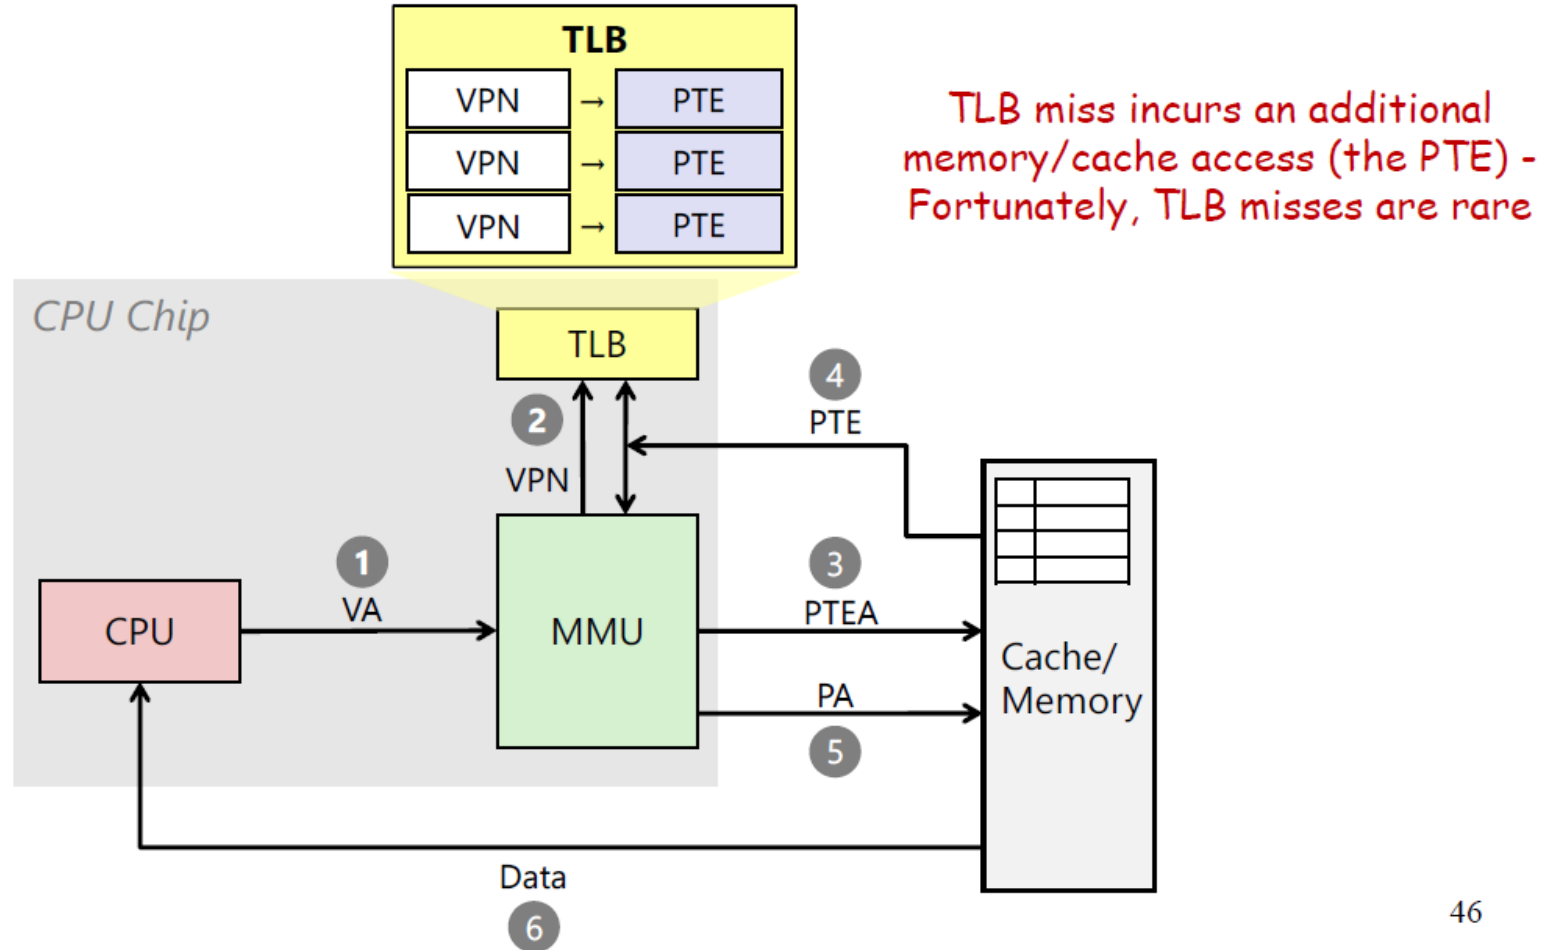 TLB
VPN → PTE
VPN → PTE
VPN → PTE
TLB miss incurs an additional
memory/cache access (the PTE) -
Fortunately, TLB misses are rare
CPU Chip
TLB
4
PTE
2
VPN
1
VA
3
PTEA
CPU
MMU
Cache/
Memory
PA
5
Data
6
46